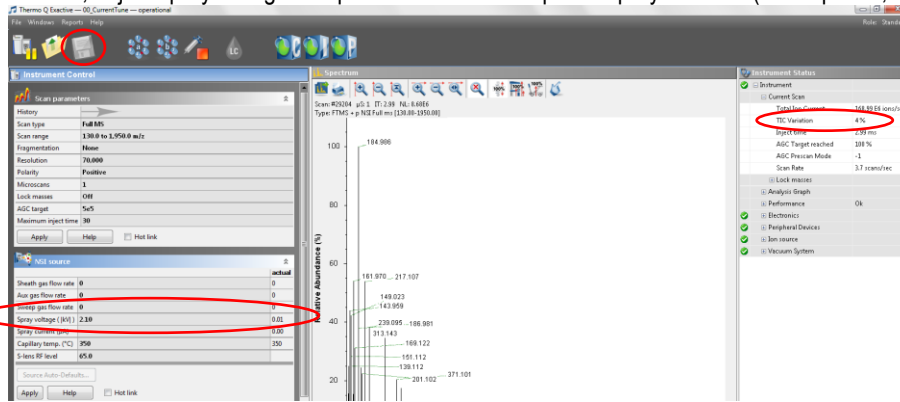 Thermo Q Exactive — 00_CurrentTune — operational
File Windows Reports Help
Role: Stand
LC
Instrument Control
Scan parameters
History
Scan type Full MS
Scan range 130.0 to 1,950.0 m/z
Fragmentation None
Resolution 70,000
Polarity Positive
Microscans 1
Lock masses Off
AGC target 5e5
Maximum inject time 30
Apply Help Hot link
NSI source
actual
Sheath gas flow rate 0 0
Aux gas flow rate 0 0
Sweep gas flow rate 0 0
Spray voltage (|kV|) 2.10 0.01
Spray current (µA) 0.00
Capillary temp. (°C) 350 350
S-lens RF level 65.0
Source Auto-Defaults...
Apply Help Hot link
Spectrum
100%
Scan: #29204 µS: 1 IT: 2.99 NL: 8.68E6
Type: FTMS + p NSI Full ms [130.00-1950.00]
Relative Abundance (%)
100
80
60
40
20
184.986
161.970
217.107
149.023
143.959
239.095
186.981
313.143
169.122
151.112
139.112
201.102
371.101
Instrument Status
Instrument
Current Scan
Total Ion Current 168.99 E6 ions/s
TIC Variation 4 %
Inject time 2.99 ms
AGC Target reached 100 %
AGC Prescan Mode -1
Scan Rate 3.7 scans/sec
Lock masses
Analysis Graph
Performance Ok
Electronics
Peripheral Devices
Ion source
Vacuum System